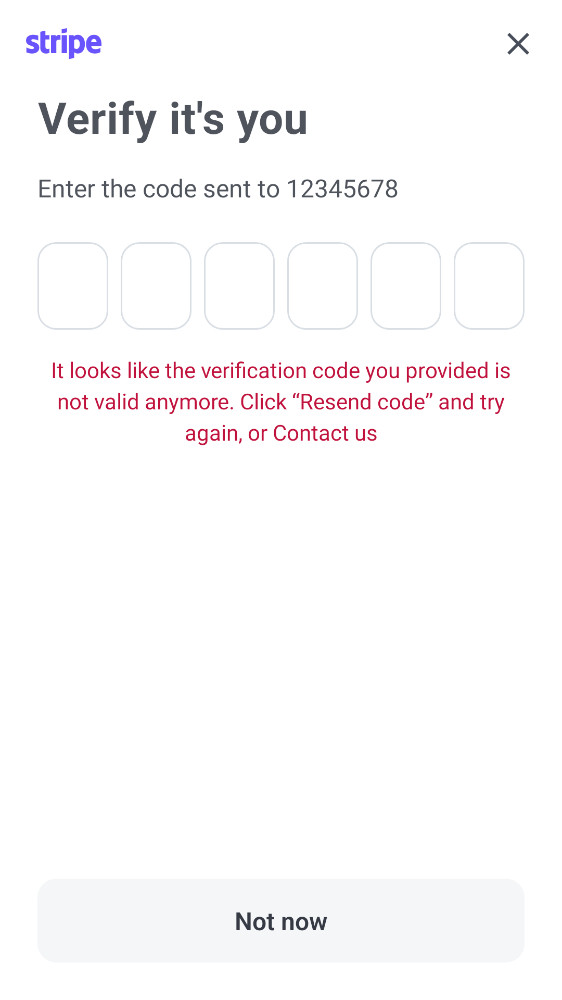 stripe
Verify it's you
Enter the code sent to 12345678
It looks like the verification code you provided is
not valid anymore. Click “Resend code” and try
again, or Contact us
Not now